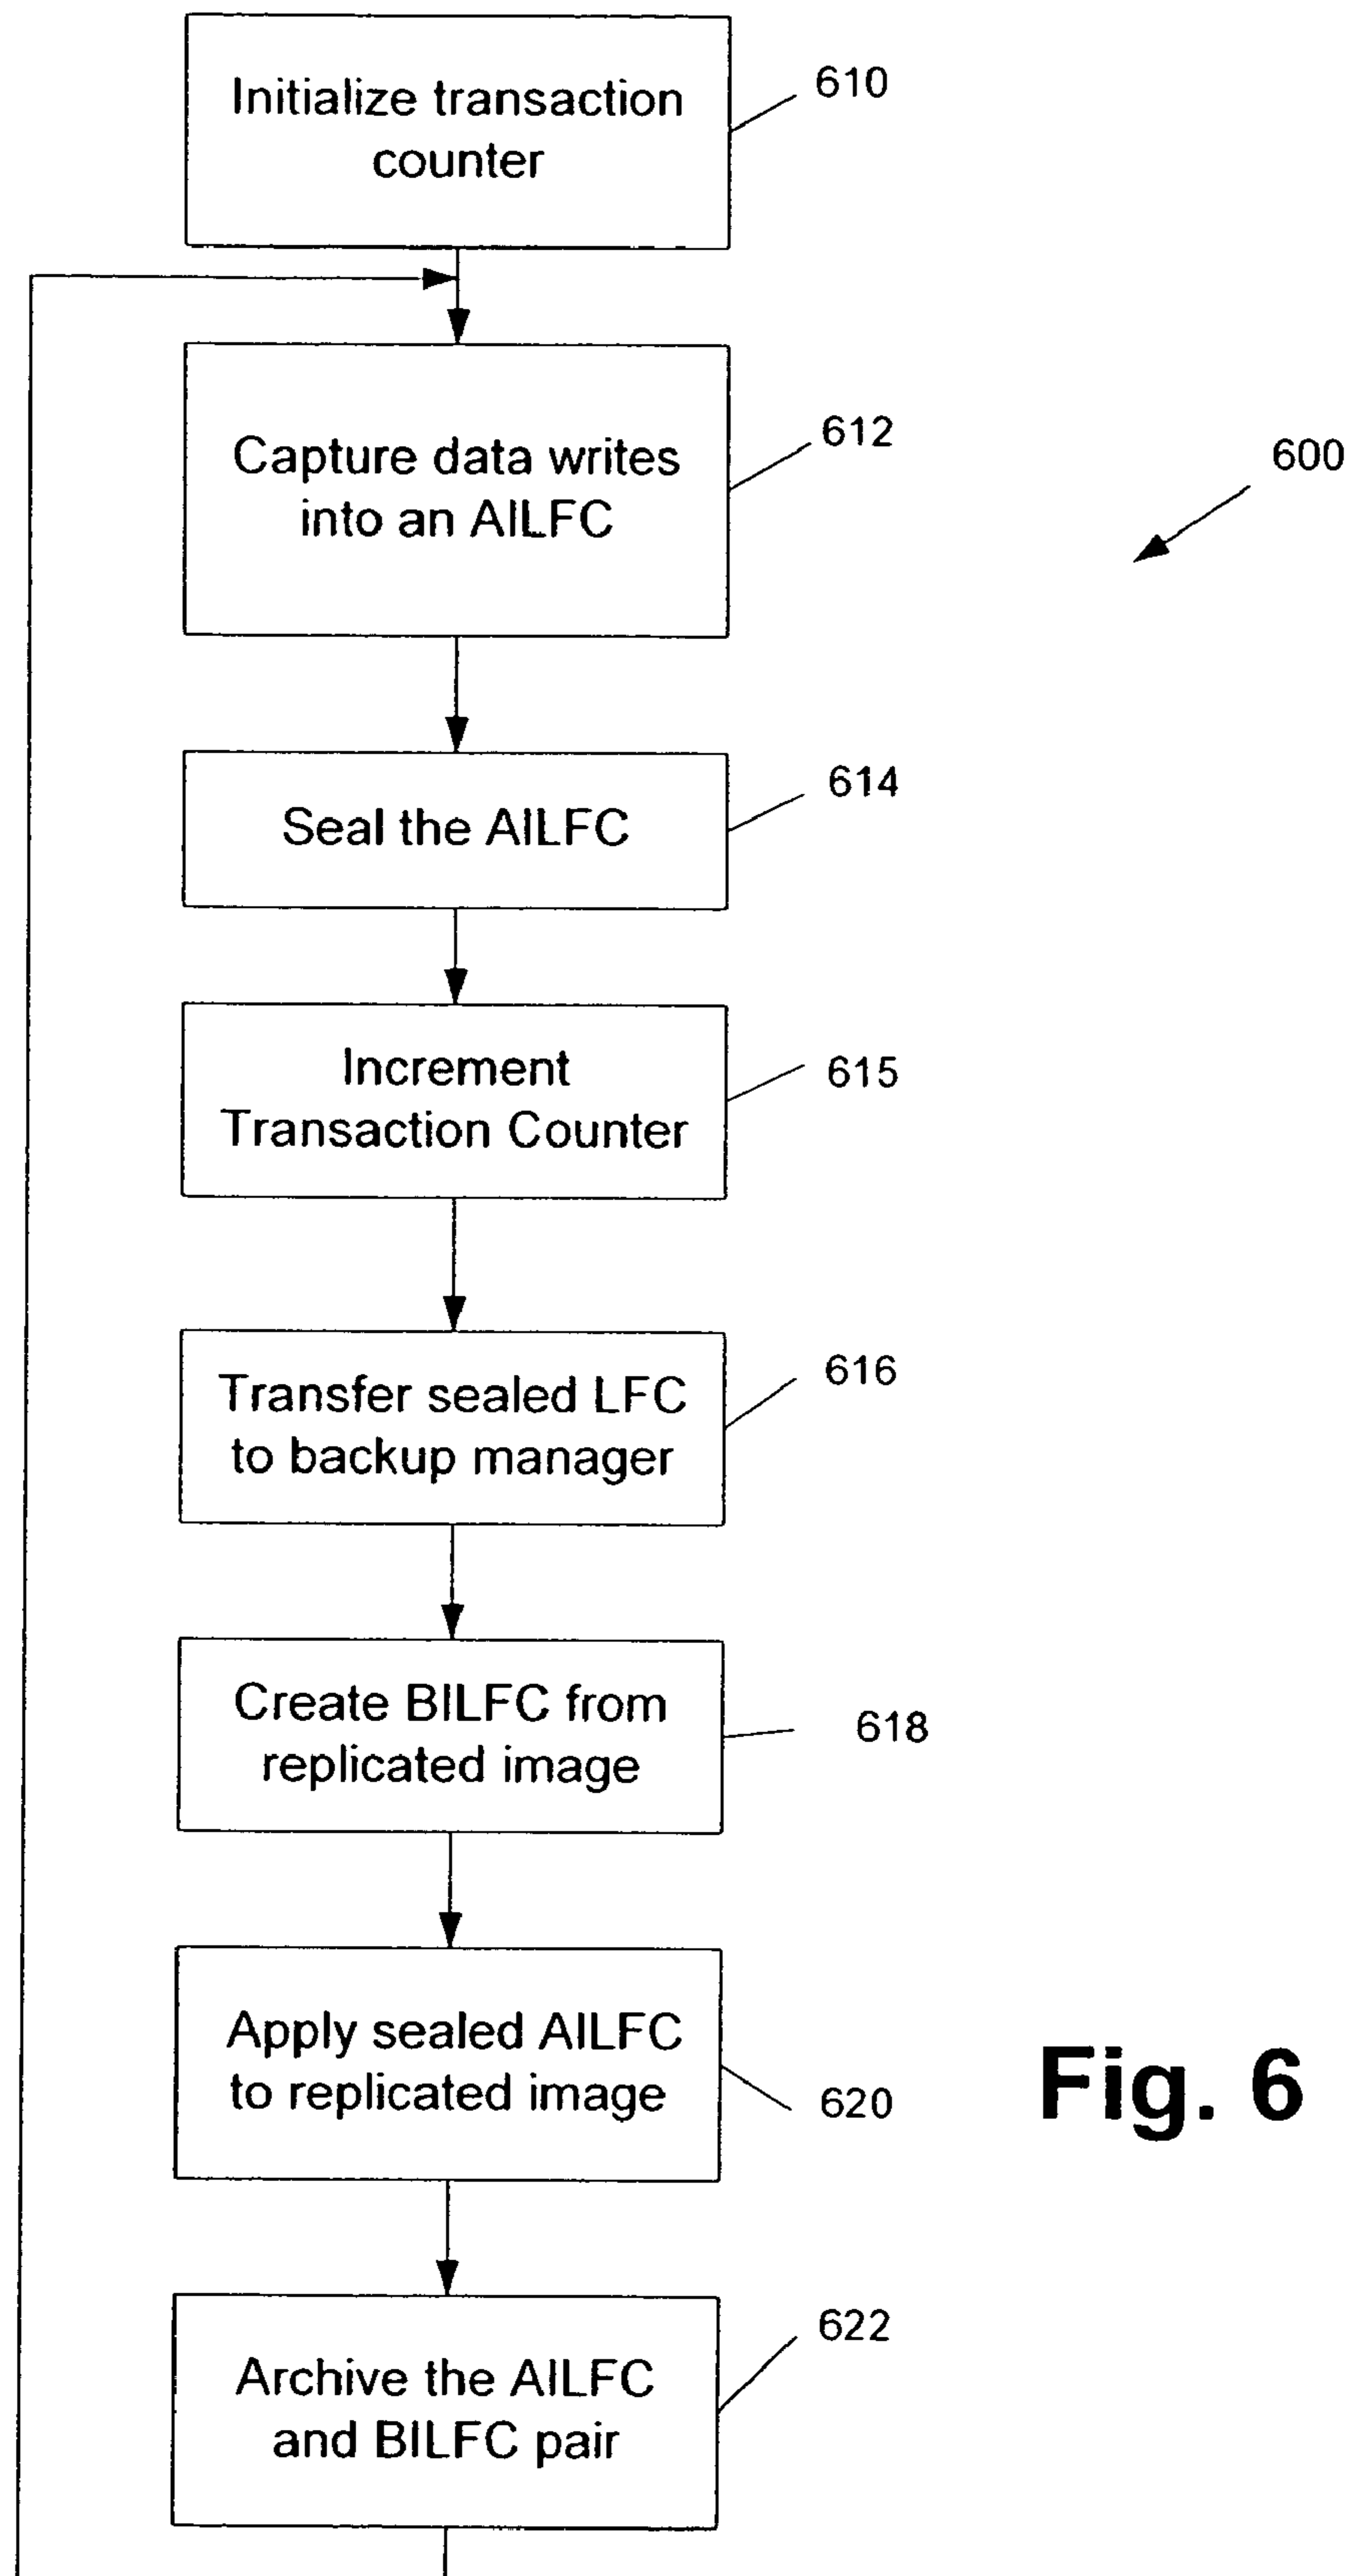 Initialize transaction
counter
610
Capture data writes
into an AILFC
612
600
Seal the AILFC
614
Increment
Transaction Counter
615
Transfer sealed LFC
to backup manager
616
Create BILFC from
replicated image
618
Apply sealed AILFC
to replicated image
620
Fig. 6
Archive the AILFC
and BILFC pair
622